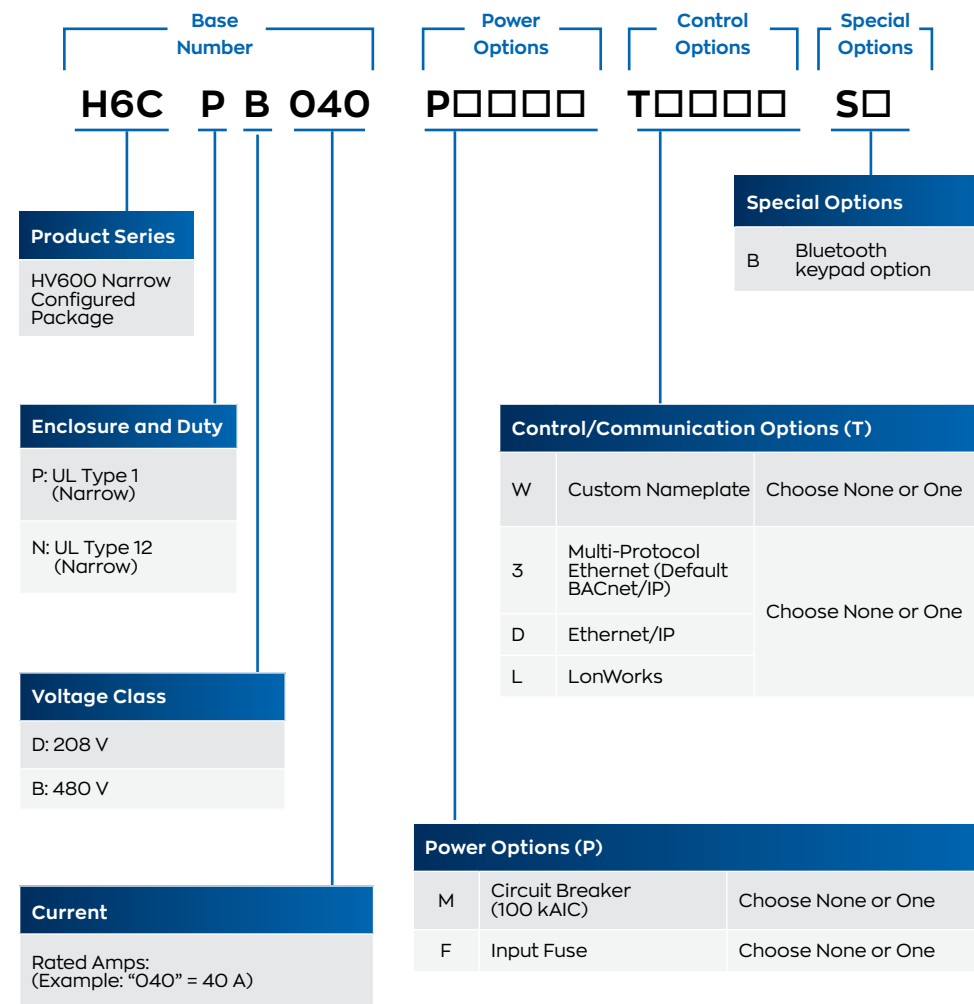 Base
Number
Power
Options
Control
Options
Special
Options
H6C P B 040 P□□□□ T□□□□ S□
Special Options
B Bluetooth
keypad option
Product Series
HV600 Narrow
Configured
Package
Enclosure and Duty
P: UL Type 1
(Narrow)
N: UL Type 12
(Narrow)
Control/Communication Options (T)
W Custom Nameplate Choose None or One
3 Multi-Protocol
Ethernet (Default
BACnet/IP)
D Ethernet/IP
L LonWorks
Choose None or One
Voltage Class
D: 208 V
B: 480 V
Power Options (P)
M Circuit Breaker
(100 kAIC) Choose None or One
F Input Fuse Choose None or One
Current
Rated Amps:
(Example: “040” = 40 A)